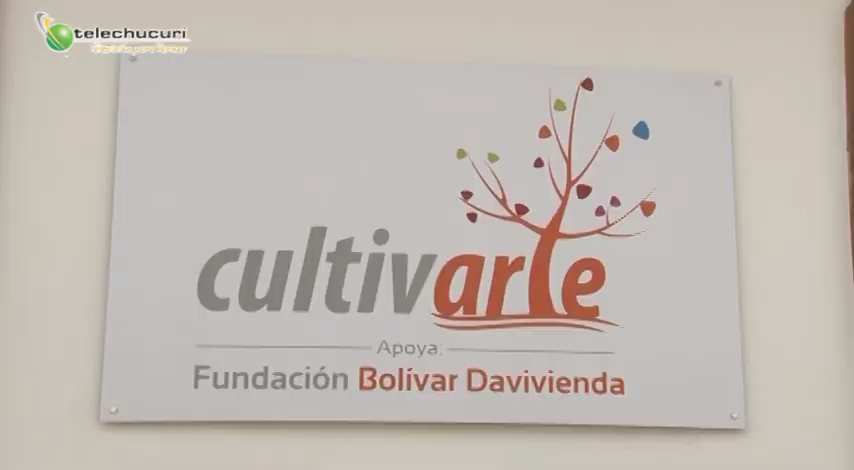 telechucuri
cultivarte
Apoya:
Fundación Bolívar Davivienda